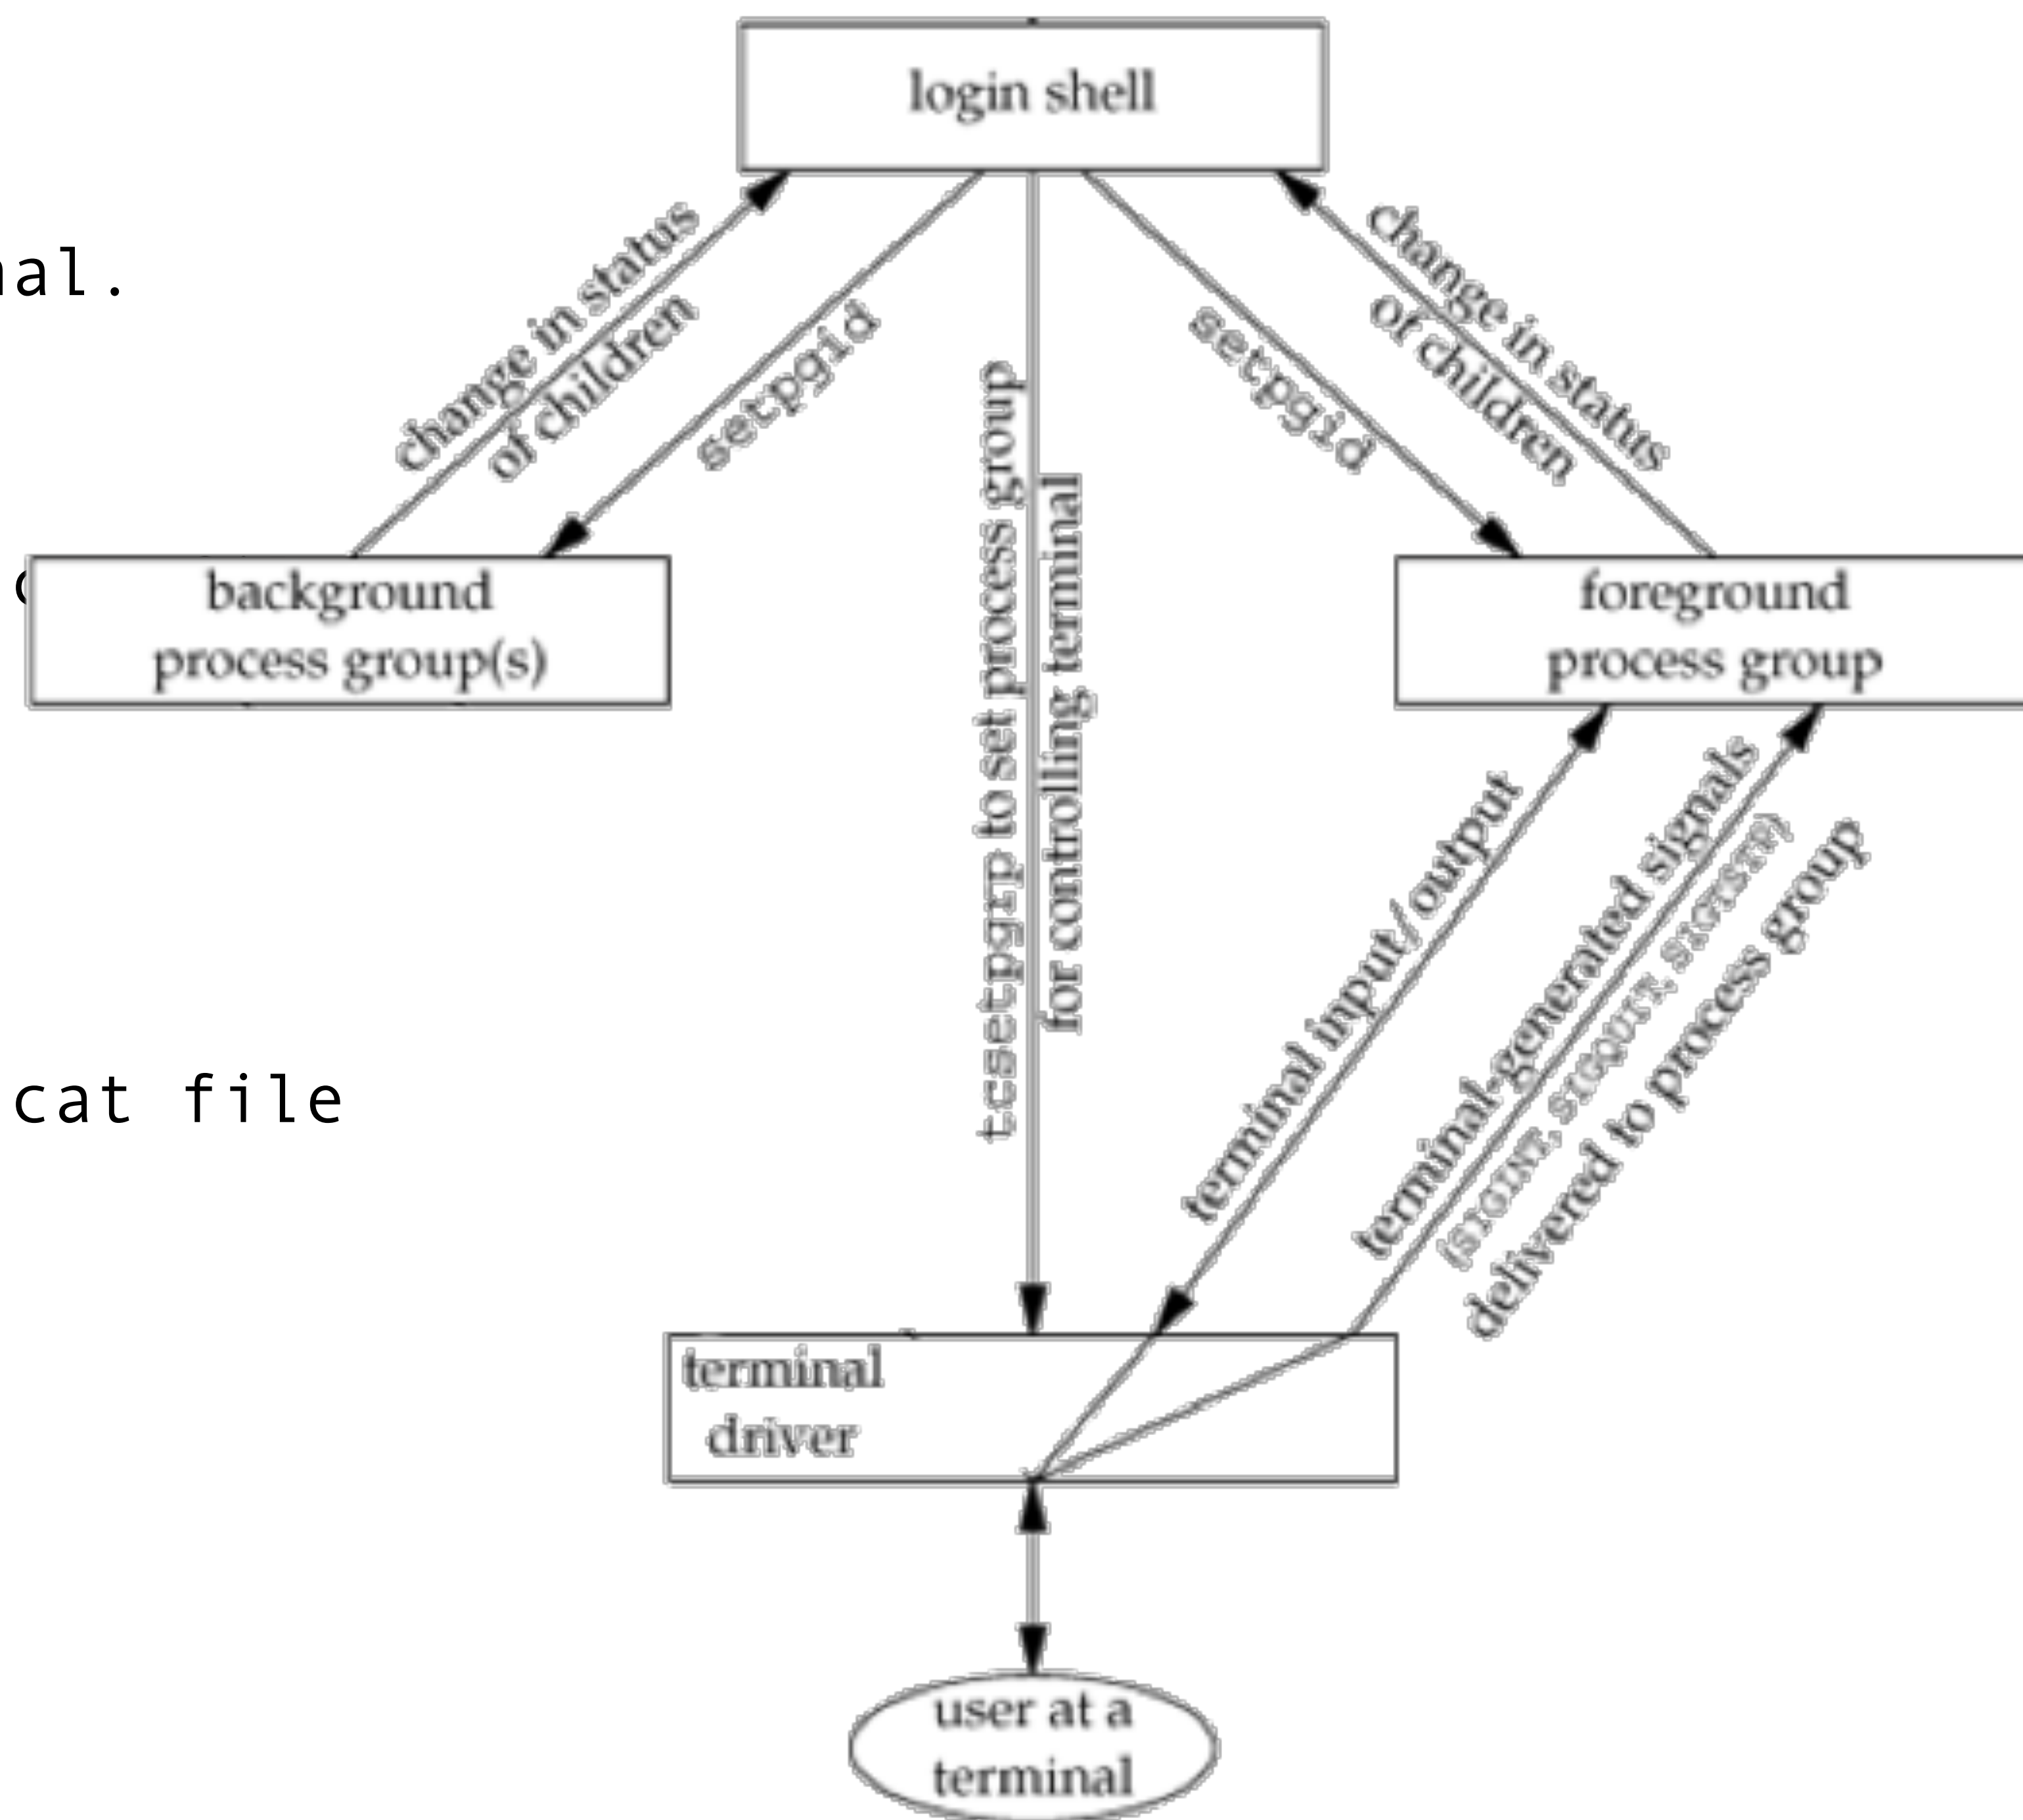 login shell
change in status
of children
setpgid
tcsetpgrp to set process group
for controlling terminal
setpgid
change in status
of children
al.
background
process group(s)
foreground
process group
terminal input/output
terminal-generated signals
(SIGINT, SIGQUIT, SIGTSTP)
delivered to process group
cat file
terminal
driver
user at a
terminal